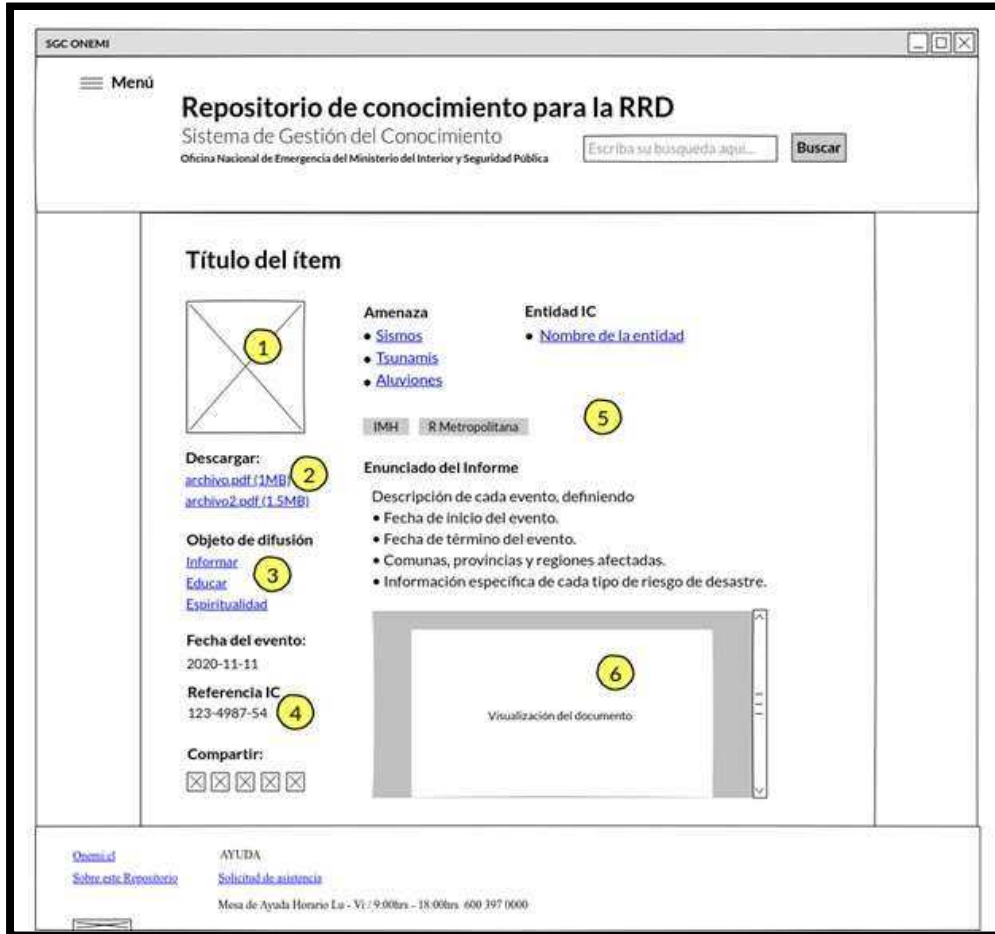 SGC ONEMI
Menú
Repositorio de conocimiento para la RRD
Sistema de Gestión del Conocimiento
Oficina Nacional de Emergencia del Ministerio del Interior y Seguridad Pública
Escriba su búsqueda aquí...
Buscar
Título del ítem
1
Descargar:
archivo.pdf (1MB)
2
archivo2.pdf (1.5MB)
Objeto de difusión
Informar
Educar
3
Espiritualidad
Fecha del evento:
2020-11-11
Referencia IC
123-4987-54
4
Compartir:
Amenaza
• Sismos
• Tsunamis
• Aluviones
Entidad IC
• Nombre de la entidad
IMH
R Metropolitana
5
Enunciado del Informe
Descripción de cada evento, definiendo
• Fecha de inicio del evento.
• Fecha de término del evento.
• Comunas, provincias y regiones afectadas.
• Información específica de cada tipo de riesgo de desastre.
6
Visualización del documento
Onemi.cl
Sobre este Repositorio
AYUDA
Solicitud de asistencia
Mesa de Ayuda Horario Lu - Vi / 9:00hrs - 18:00hrs 600 397 0000